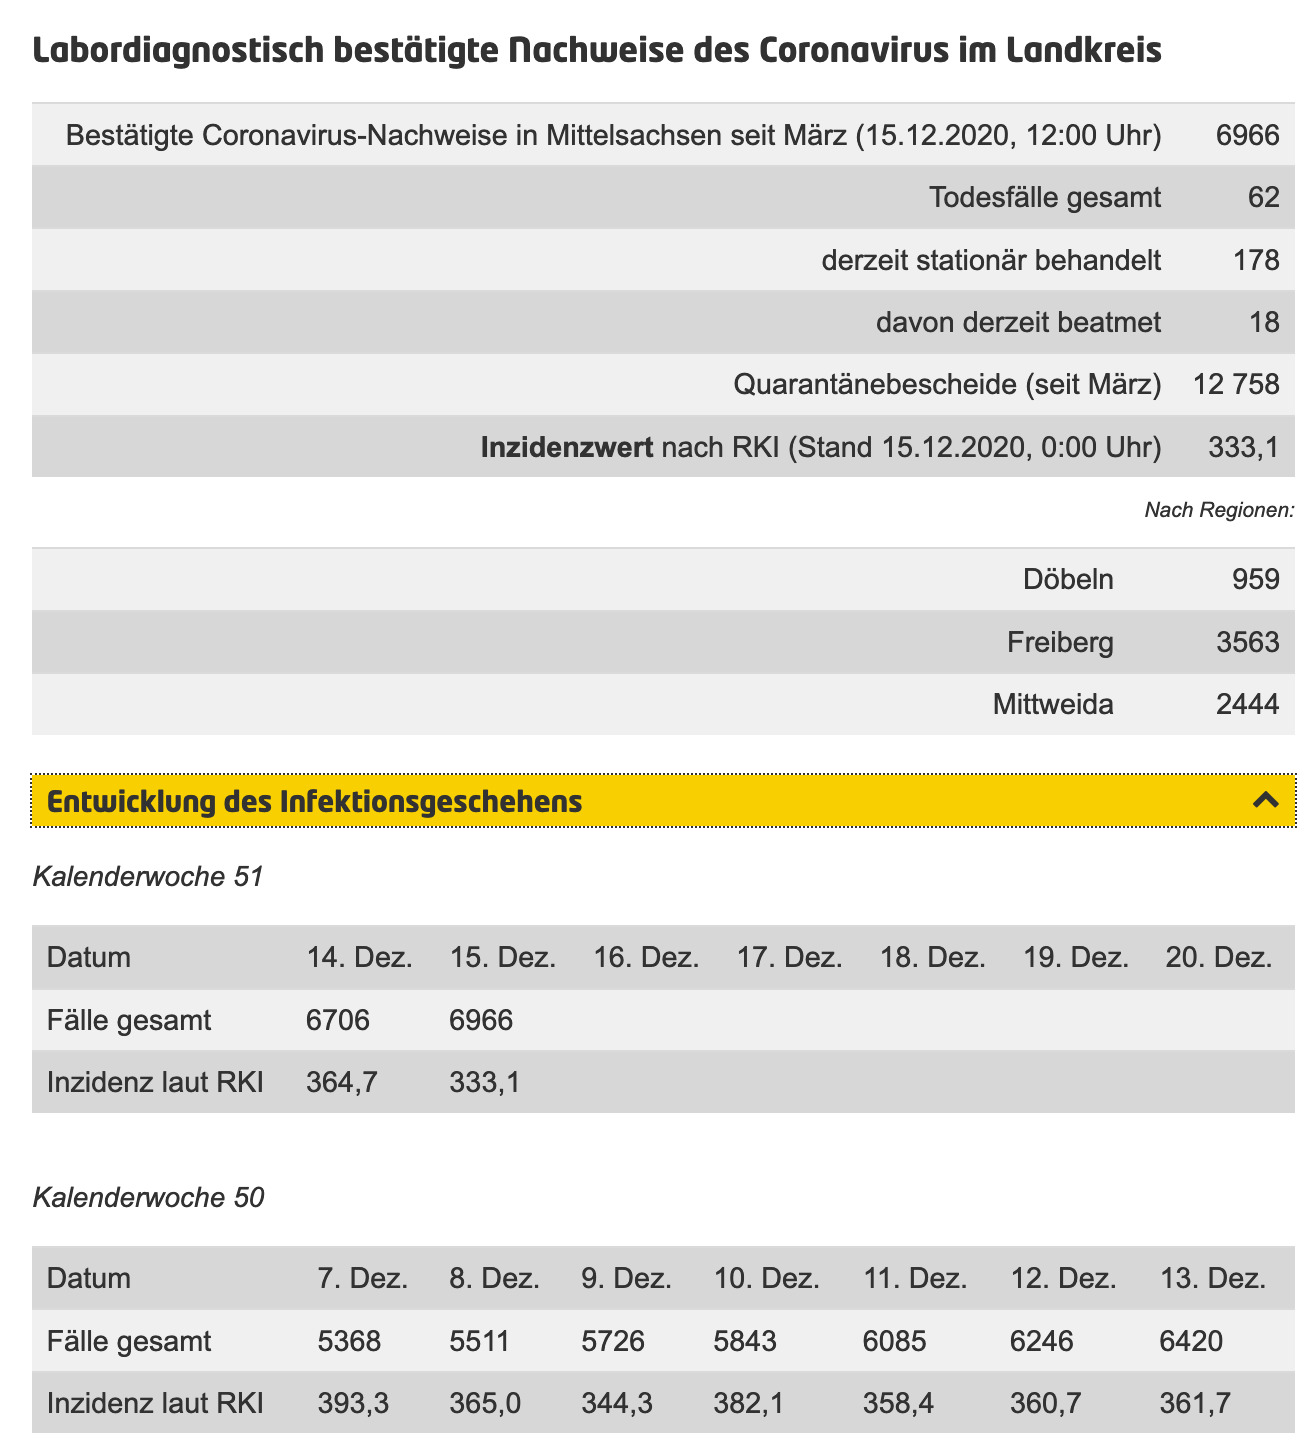 Labordiagnostisch bestätigte Nachweise des Coronavirus im Landkreis
Bestätigte Coronavirus-Nachweise in Mittelsachsen seit März (15.12.2020, 12:00 Uhr) 6966
Todesfälle gesamt 62
derzeit stationär behandelt 178
davon derzeit beatmet 18
Quarantänebescheide (seit März) 12 758
Inzidenzwert nach RKI (Stand 15.12.2020, 0:00 Uhr) 333,1
Nach Regionen:
Döbeln 959
Freiberg 3563
Mittweida 2444
Entwicklung des Infektionsgeschehens
Kalenderwoche 51
Datum 14. Dez. 15. Dez. 16. Dez. 17. Dez. 18. Dez. 19. Dez. 20. Dez.
Fälle gesamt 6706 6966
Inzidenz laut RKI 364,7 333,1
Kalenderwoche 50
Datum 7. Dez. 8. Dez. 9. Dez. 10. Dez. 11. Dez. 12. Dez. 13. Dez.
Fälle gesamt 5368 5511 5726 5843 6085 6246 6420
Inzidenz laut RKI 393,3 365,0 344,3 382,1 358,4 360,7 361,7